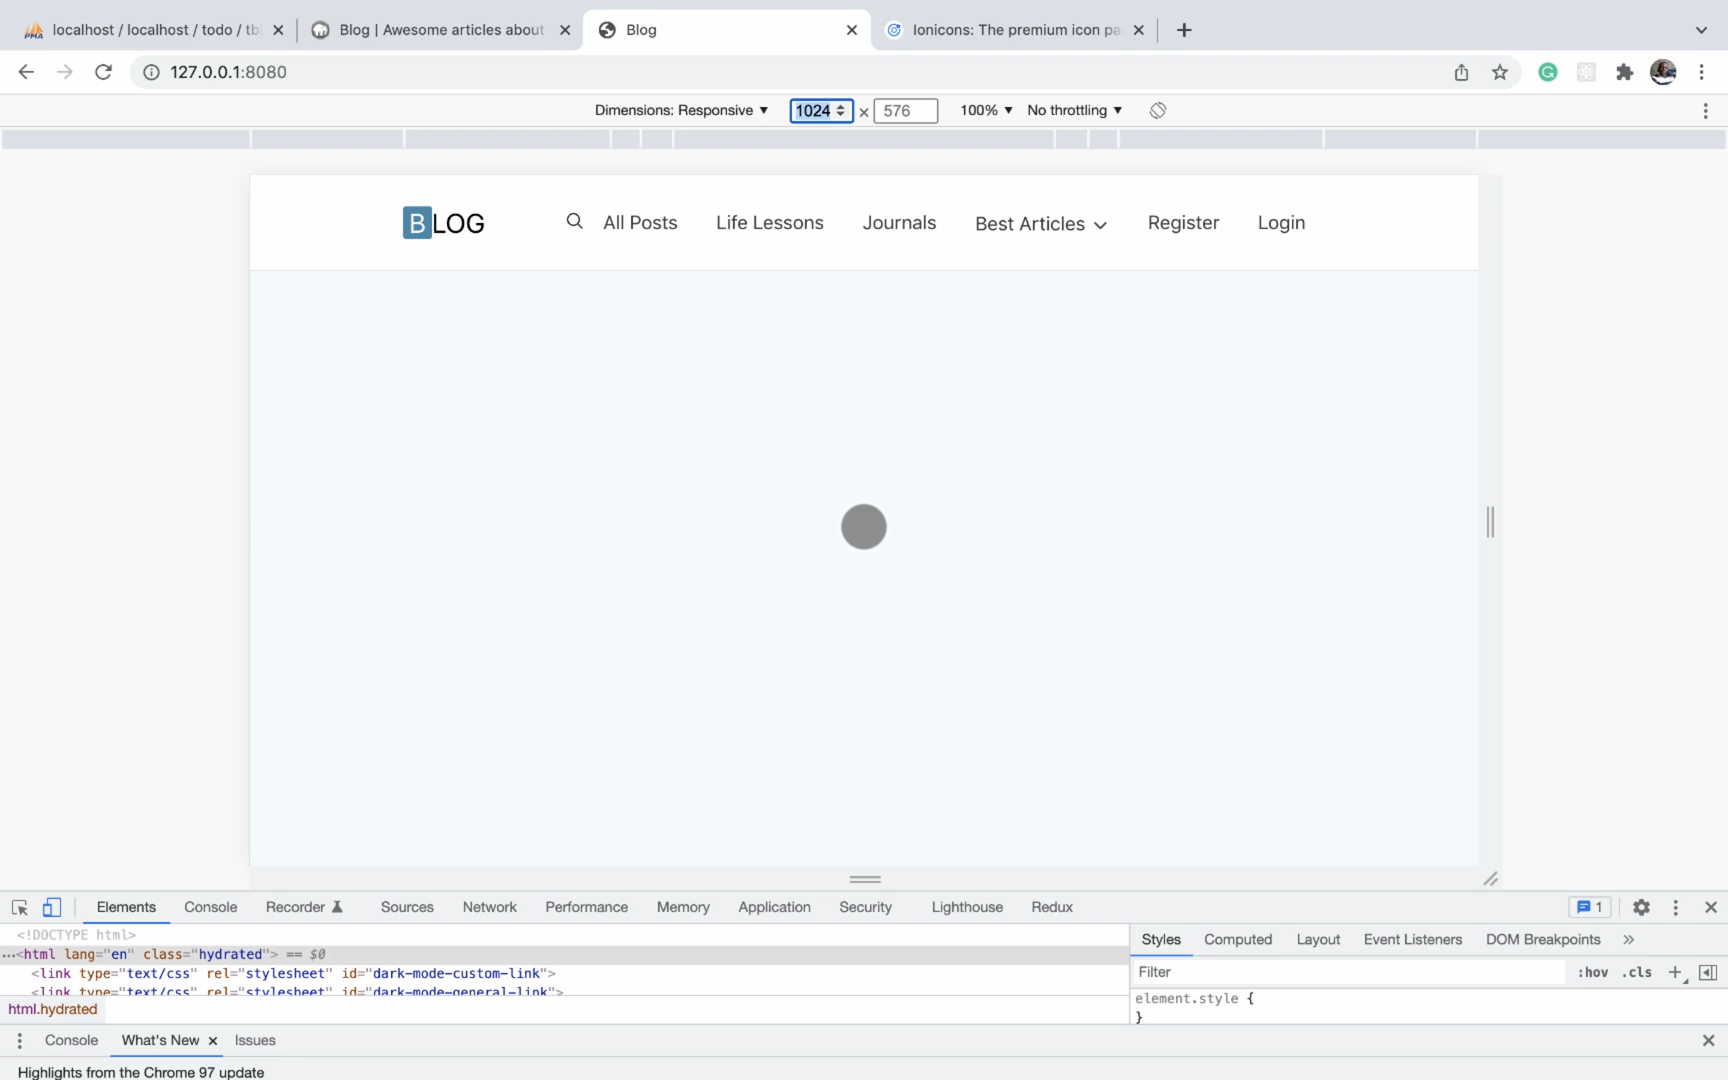 localhost / localhost / todo / tb
Blog | Awesome articles about
Blog
Ionicons: The premium icon pa
127.0.0.1:8080
Dimensions: Responsive ▼
1024 × 576
100% ▼
No throttling ▼
BLOG
All Posts
Life Lessons
Journals
Best Articles
Register
Login
Elements
Console
Recorder
Sources
Network
Performance
Memory
Application
Security
Lighthouse
Redux
1
<!DOCTYPE html>
…<html lang="en" class="hydrated"> == $0
<link type="text/css" rel="stylesheet" id="dark-mode-custom-link">
<link type="text/css" rel="stylesheet" id="dark-mode-general-link">
html.hydrated
Styles
Computed
Layout
Event Listeners
DOM Breakpoints
»
Filter
:hov .cls +
element.style {
}
Console
What's New ×
Issues
Highlights from the Chrome 97 update